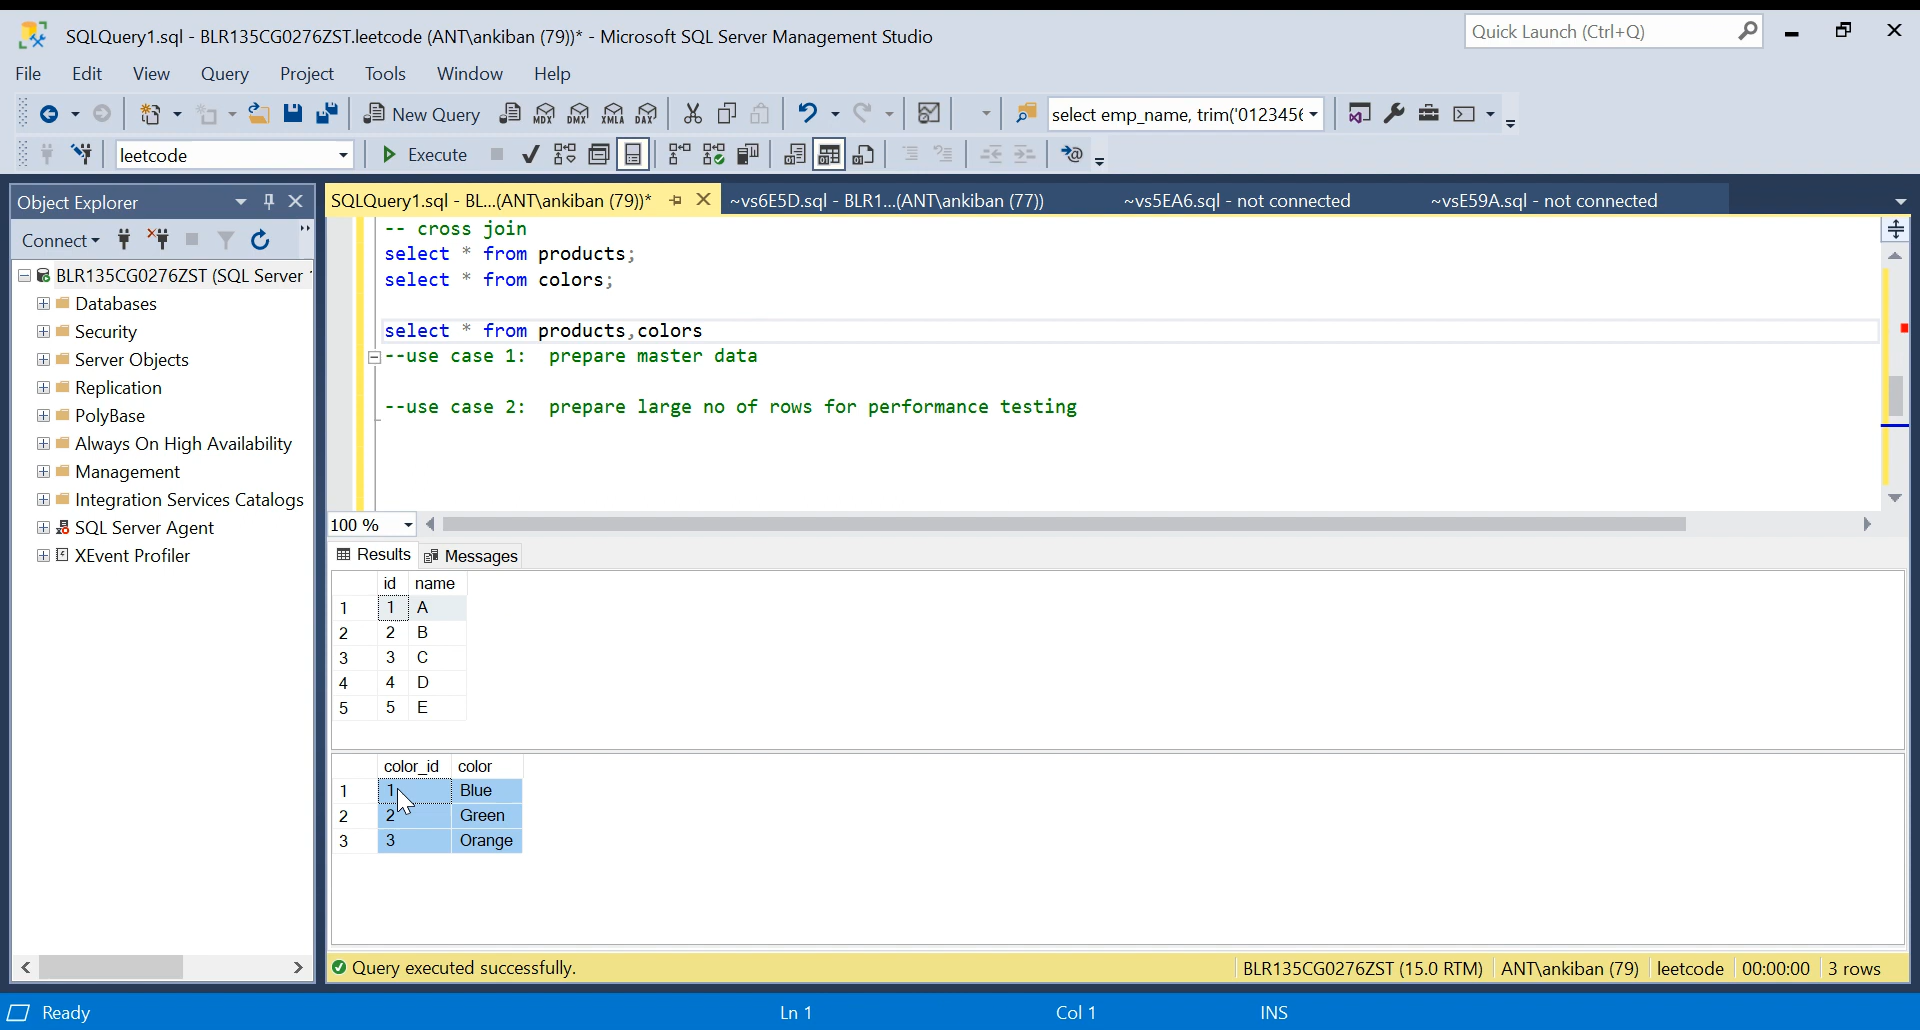 SQLQuery1.sql - BLR135CG0276ZST.leetcode (ANT\ankiban (79))* - Microsoft SQL Server Management Studio
Quick Launch (Ctrl+Q)
File Edit View Query Project Tools Window Help
New Query MDX DMX XMLA DAX select emp_name, trim('0123456
leetcode Execute
Object Explorer
SQLQuery1.sql - BL...(ANT\ankiban (79))* ~vs6E5D.sql - BLR1...(ANT\ankiban (77)) ~vs5EA6.sql - not connected ~vsE59A.sql - not connected
Connect
BLR135CG0276ZST (SQL Server
Databases
Security
Server Objects
Replication
PolyBase
Always On High Availability
Management
Integration Services Catalogs
SQL Server Agent
XEvent Profiler
-- cross join
select * from products;
select * from colors;
select * from products,colors
--use case 1:  prepare master data
--use case 2:  prepare large no of rows for performance testing
100 %
Results Messages
id name
1 1 A
2 2 B
3 3 C
4 4 D
5 5 E
color_id color
1 1 Blue
2 2 Green
3 3 Orange
Query executed successfully. BLR135CG0276ZST (15.0 RTM) ANT\ankiban (79) leetcode 00:00:00 3 rows
Ready Ln 1 Col 1 INS